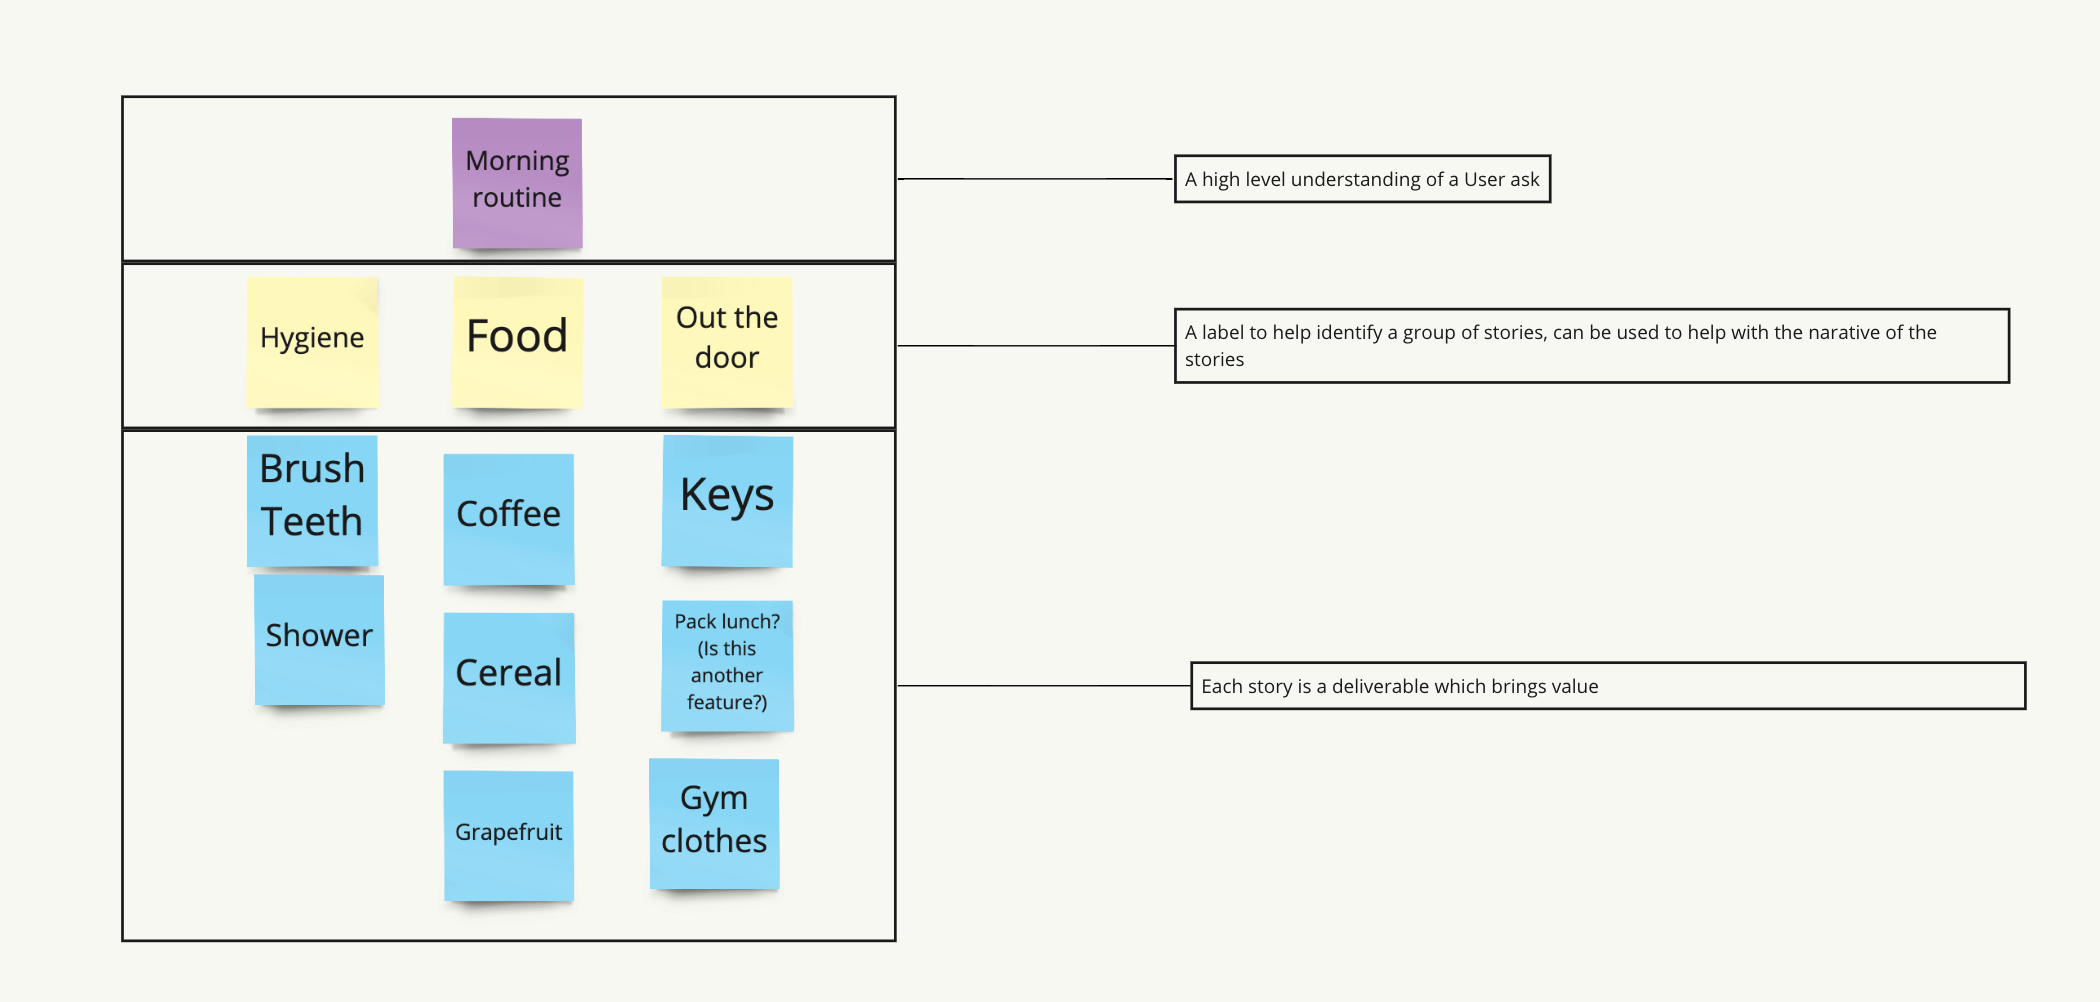 Morning
routine
A high level understanding of a User ask
Hygiene
Food
Out the
door
A label to help identify a group of stories, can be used to help with the narative of the
stories
Brush
Teeth
Coffee
Keys
Shower
Cereal
Pack lunch?
(Is this
another
feature?)
Each story is a deliverable which brings value
Grapefruit
Gym
clothes